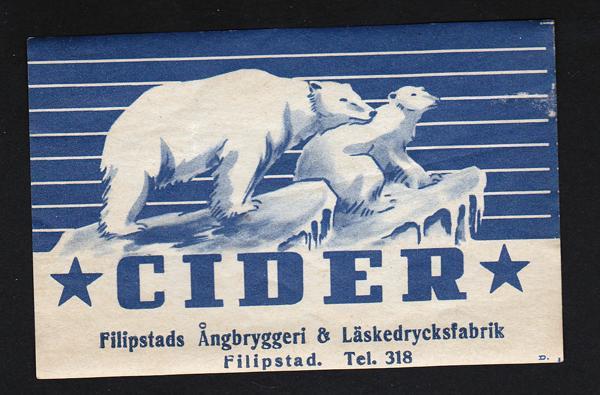 ★ CIDER ★
Filipstads Ångbryggeri & Läskedrycksfabrik
Filipstad. Tel. 318
D.